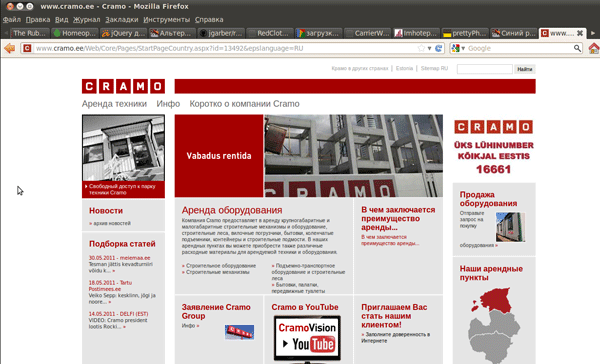 www.cramo.ee - Cramo - Mozilla Firefox
Файл Правка Вид Журнал Закладки Инструменты Справка
The Rub... Homeop... jQuery д... Альтер... jgarber/r... RedClot... загрузк... CarrierW... Imhotep... prettyPh... Синий р... www....
www.cramo.ee/Web/Core/Pages/StartPageCountry.aspx?id=13492&epslanguage=RU
Google
Крамо в других странах | Estonia | Sitemap RU
Найти
CRAMO
Аренда техники Инфо Коротко о компании Cramo
Vabadus rentida
CRAMO
CRAMO
ÜKS LÜHINUMBER
KÕIKJAL EESTIS
16661
Свободный доступ к парку
техники Cramo
Новости
» архив новостей
Подборка статей
30.05.2011 - meiemaa.ee
Tesman jättis kevadturniiri
võidu k... »
18.05.2011 - Tartu
Postimees.ee
Veiko Sepp: kesklinn, jõgi ja
noore... »
14.05.2011 - DELFI (EST)
VIDEO: Cramo president
tootis Rocki... »
Аренда оборудования
Компания Cramo предоставляет в аренду крупногабаритные и
малогабаритные строительные механизмы и оборудование,
строительные леса, вилочные погрузчики, бытовки, колончатые
подъемники, контейнеры и строительные подмости. В наших
арендных пунктах вы можете приобрести также различные
расходные материалы для арендуемой техники и оборудования.
» Строительное оборудование
» Строительные механизмы
» Подъемно-транспортное
оборудование и строительные
леса
» Бытовки, палатки,
передвижные туалеты
В чем заключается
преимущество
аренды...
В чем заключается
преимущество аренды... »
Продажа
оборудования
Отправьте
запрос на
покупку
оборудования »
Наши арендные
пункты
Заявление Cramo
Group
Инфо »
Cramo в YouTube
CramoVision
YouTube
Приглашаем Вас
стать нашим
клиентом!
» Заполните доверенность в
Интернете